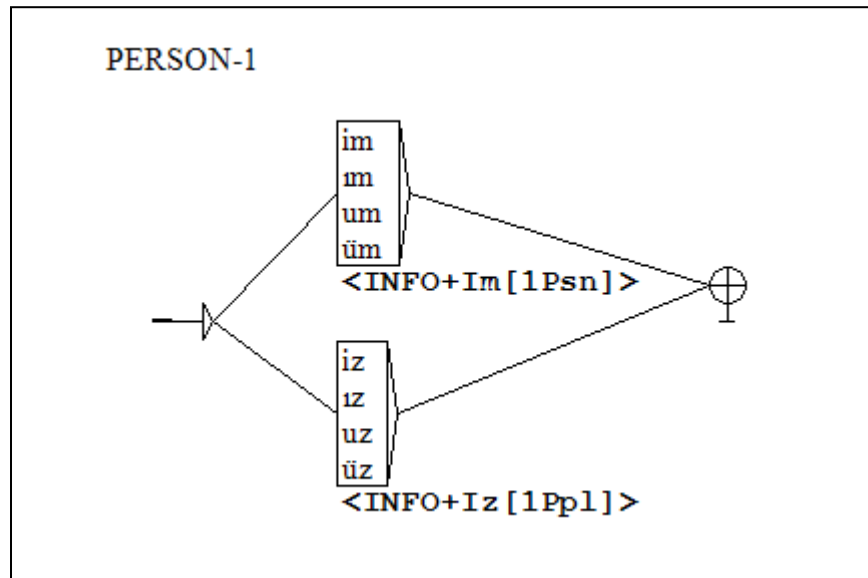 PERSON-1
im
ım
um
üm
<INFO+Im[1Psn]>
iz
ız
uz
üz
<INFO+Iz[1Ppl]>